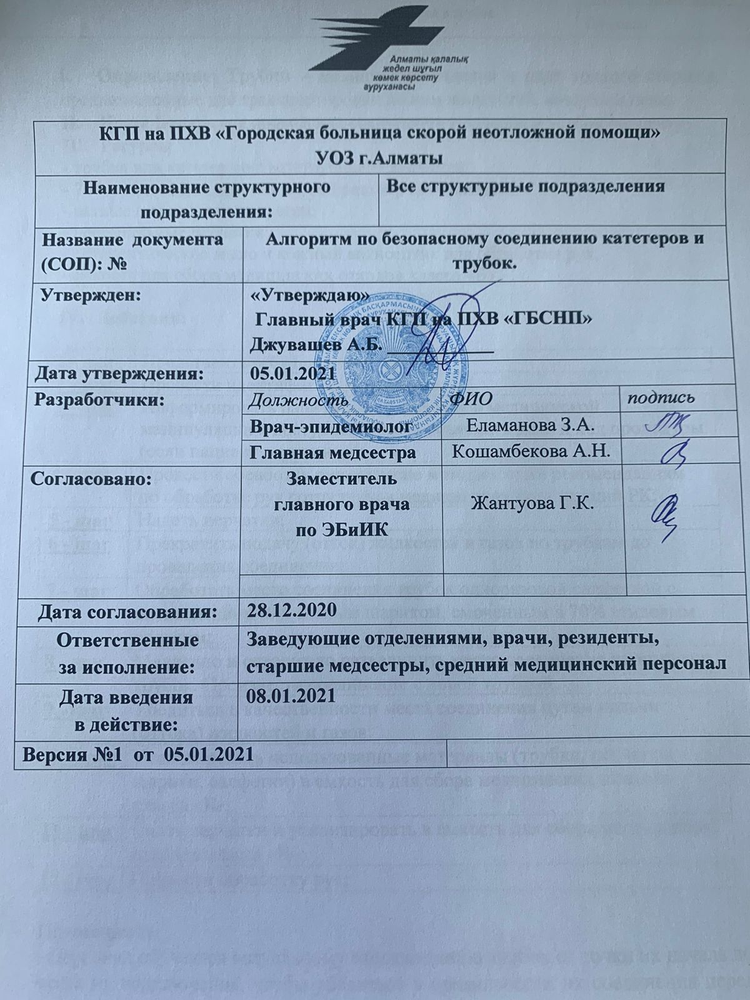 Алматы қалалық
жедел шұғыл
көмек көрсету
ауруханасы
КГП на ПХВ «Городская больница скорой неотложной помощи»
УОЗ г.Алматы
Наименование структурного
подразделения:
Все структурные подразделения
Название документа
(СОП): №
Алгоритм по безопасному соединению катетеров и
трубок.
Утвержден:
«Утверждаю»
Главный врач КГП на ПХВ «ГБСНП»
Джувашев А.Б.
Дата утверждения:
05.01.2021
Разработчики:
Должность
ФИО
подпись
Врач-эпидемиолог
Еламанова З.А.
Главная медсестра
Кошамбекова А.Н.
Согласовано:
Заместитель
главного врача
по ЭБиИК
Жантуова Г.К.
Дата согласования:
28.12.2020
Ответственные
за исполнение:
Заведующие отделениями, врачи, резиденты,
старшие медсестры, средний медицинский персонал
Дата введения
в действие:
08.01.2021
Версия №1 от 05.01.2021